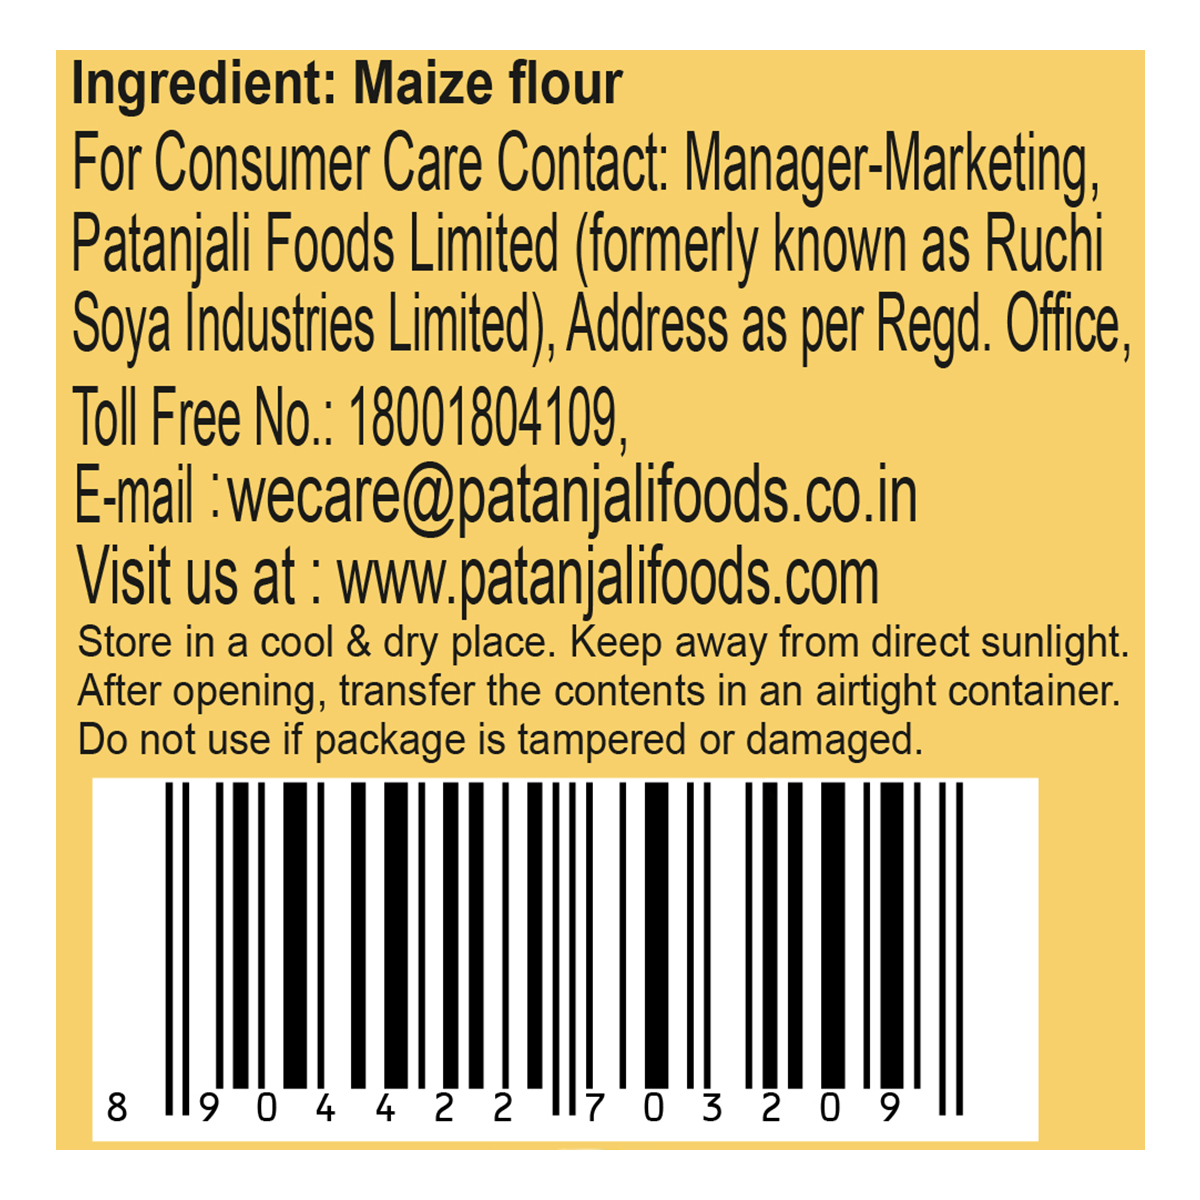 Ingredient: Maize flour
For Consumer Care Contact: Manager-Marketing,
Patanjali Foods Limited (formerly known as Ruchi
Soya Industries Limited), Address as per Regd. Office,
Toll Free No.: 18001804109,
E-mail : wecare@patanjalifoods.co.in
Visit us at : www.patanjalifoods.com
Store in a cool & dry place. Keep away from direct sunlight.
After opening, transfer the contents in an airtight container.
Do not use if package is tampered or damaged.
8 904422 703209